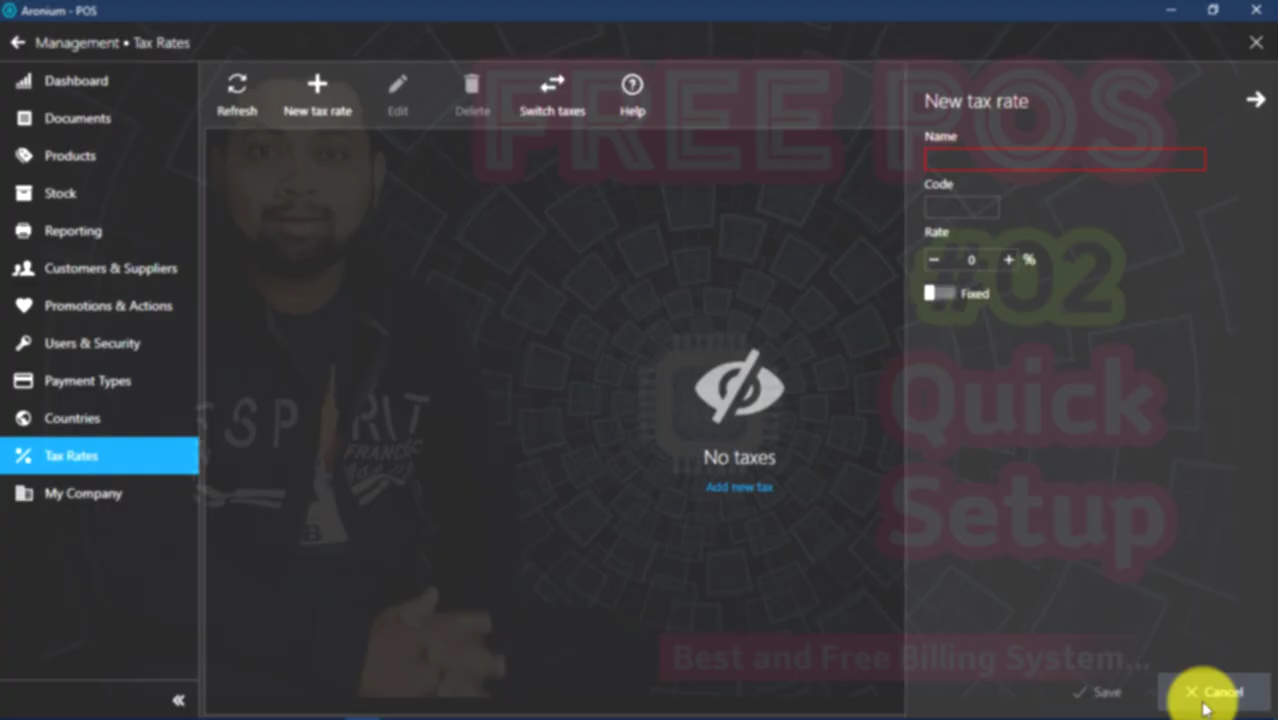 Aronium - POS
Management • Tax Rates
Dashboard
Documents
Products
Stock
Reporting
Customers & Suppliers
Promotions & Actions
Users & Security
Payment Types
Countries
Tax Rates
My Company
Refresh
New tax rate
Edit
Delete
Switch taxes
Help
No taxes
Add new tax
New tax rate
Name
Code
Rate
0
%
Fixed
Save
Cancel
FREE POS
#02
Quick
Setup
Best and Free Billing System...
SPIRIT
FRANCIS